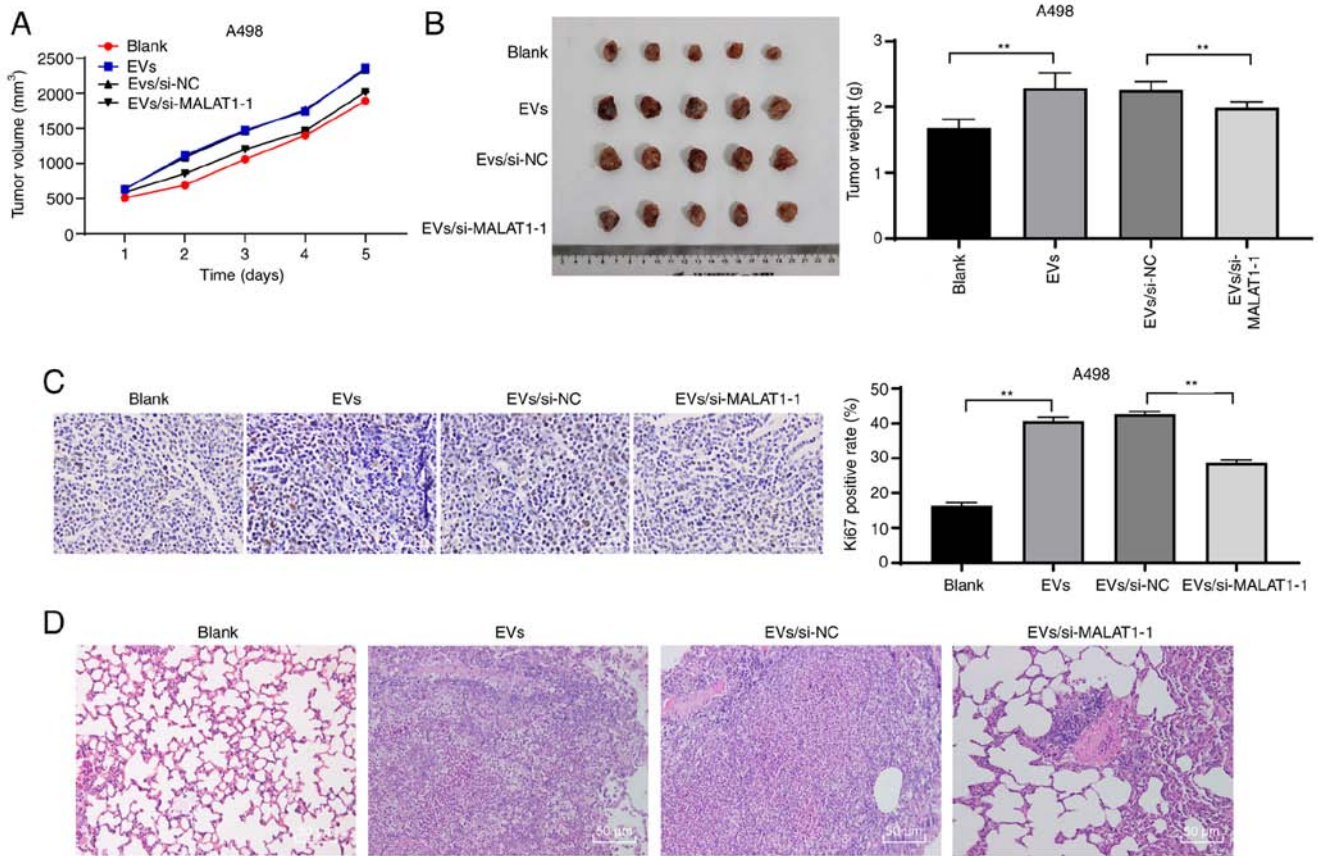 A
A498
Blank
EVs
Evs/si-NC
EVs/si-MALAT1-1
Tumor volume (mm3)
2500
2000
1500
1000
500
0
1 2 3 4 5
Time (days)
B
Blank
EVs
Evs/si-NC
EVs/si-MALAT1-1
A498
Tumor weight (g)
3
2
1
0
**
**
Blank
EVs
EVs/si-NC
EVs/si-
MALAT1-1
C
Blank EVs EVs/si-NC EVs/si-MALAT1-1
A498
Ki67 positive rate (%)
50
40
30
20
10
0
**
**
Blank EVs EVs/si-NC EVs/si-MALAT1-1
D
Blank EVs EVs/si-NC EVs/si-MALAT1-1
50 μm 50 μm 50 μm